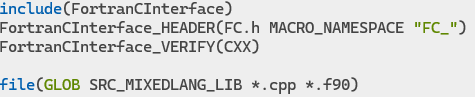 include(FortranCInterface)
FortranCInterface_HEADER(FC.h MACRO_NAMESPACE "FC_")
FortranCInterface_VERIFY(CXX)
file(GLOB SRC_MIXEDLANG_LIB *.cpp *.f90)